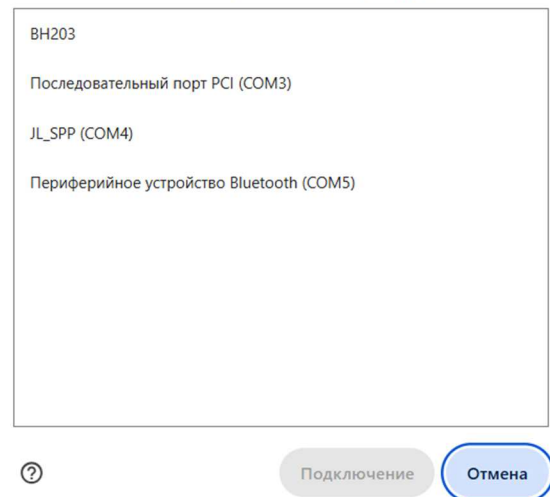 BH203
Последовательный порт PCI (COM3)
JL_SPP (COM4)
Периферийное устройство Bluetooth (COM5)
Подключение
Отмена